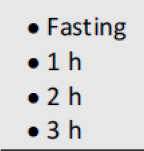 • Fasting
• 1 h
• 2 h
• 3 h